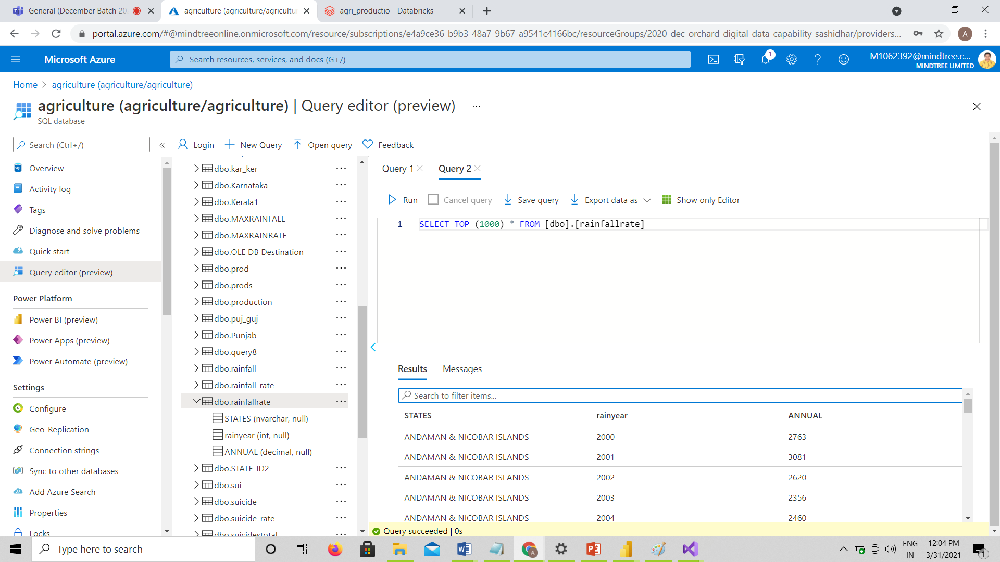 General (December Batch 20
agriculture (agriculture/agricultur
agri_productio - Databricks
portal.azure.com/#@mindtreeonline.onmicrosoft.com/resource/subscriptions/e4a9ce36-b9b3-48a7-9b67-a9541c4166bc/resourceGroups/2020-dec-orchard-digital-data-capability-sashidhar/providers...
A
Microsoft Azure
Search resources, services, and docs (G+/)
1
M1062392@mindtree.c...
MINDTREE LIMITED
Home > agriculture (agriculture/agriculture)
agriculture (agriculture/agriculture) | Query editor (preview) ...
SQL database
Search (Ctrl+/)
«
Login
New Query
Open query
Feedback
Overview
Activity log
Tags
Diagnose and solve problems
Quick start
Query editor (preview)
Power Platform
Power BI (preview)
Power Apps (preview)
Power Automate (preview)
Settings
Configure
Geo-Replication
Connection strings
Sync to other databases
Add Azure Search
Properties
Locks
dbo.kar_ker
dbo.Karnataka
dbo.Kerala1
dbo.MAXRAINFALL
dbo.MAXRAINRATE
dbo.OLE DB Destination
dbo.prod
dbo.prods
dbo.production
dbo.puj_guj
dbo.Punjab
dbo.query8
dbo.rainfall
dbo.rainfall_rate
dbo.rainfallrate
STATES (nvarchar, null)
rainyear (int, null)
ANNUAL (decimal, null)
dbo.STATE_ID2
dbo.sui
dbo.suicide
dbo.suicide_rate
dbo.suicidestotal
Query 1
Query 2
Run
Cancel query
Save query
Export data as
Show only Editor
1 SELECT TOP (1000) * FROM [dbo].[rainfallrate]
Results
Messages
Search to filter items...
STATES rainyear ANNUAL
ANDAMAN & NICOBAR ISLANDS 2000 2763
ANDAMAN & NICOBAR ISLANDS 2001 3081
ANDAMAN & NICOBAR ISLANDS 2002 2620
ANDAMAN & NICOBAR ISLANDS 2003 2356
ANDAMAN & NICOBAR ISLANDS 2004 2460
Query succeeded | 0s
Type here to search
ENG
IN
12:04 PM
3/31/2021
1